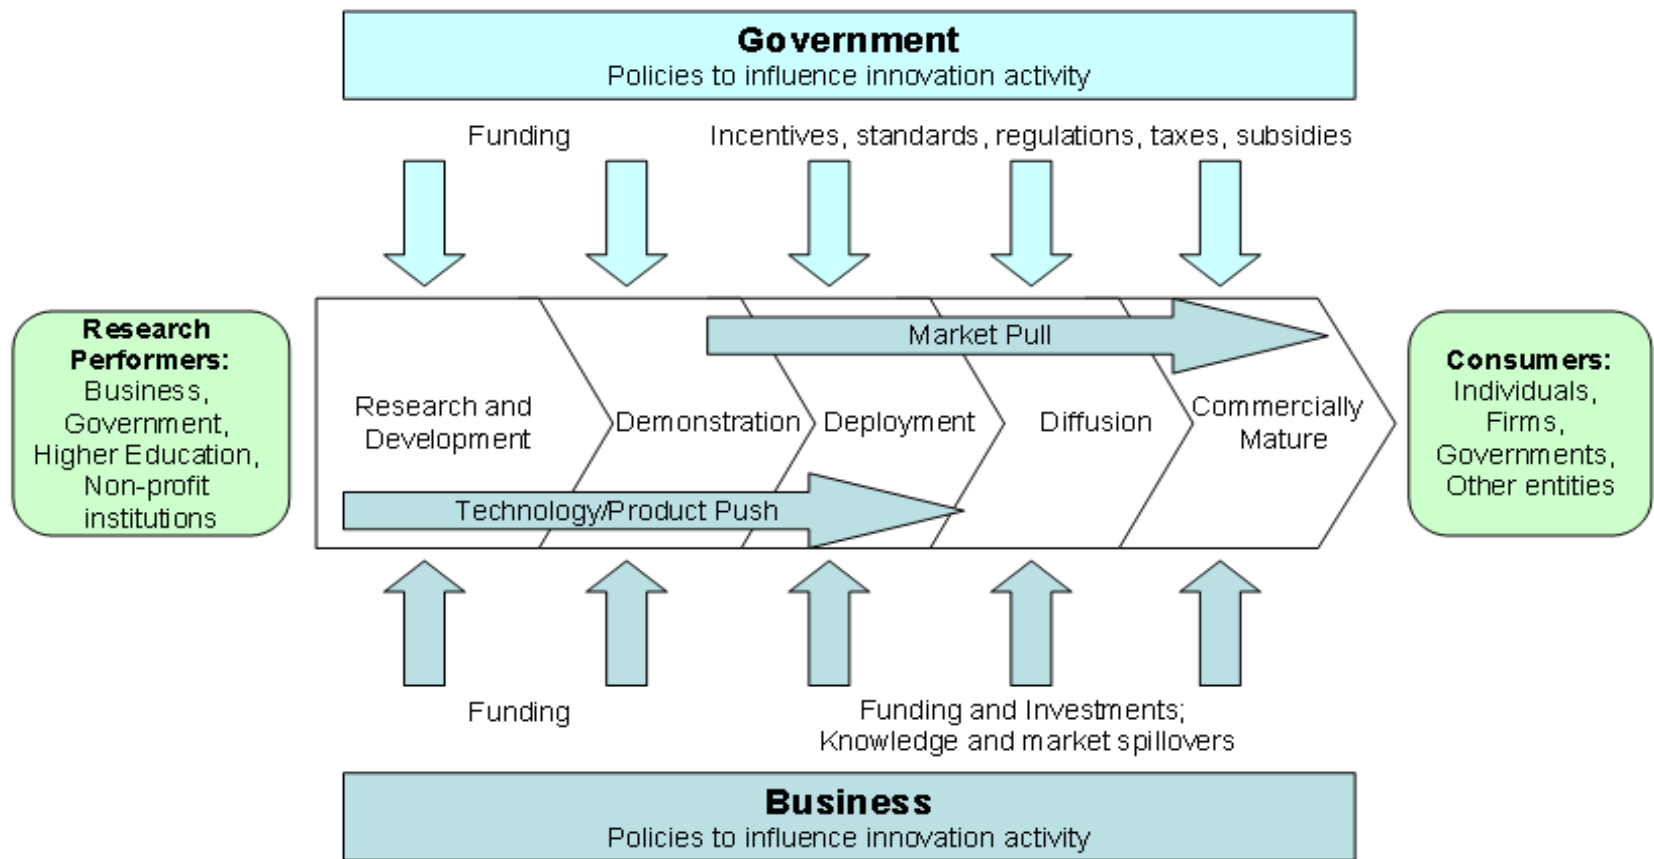 Government
Policies to influence innovation activity
Funding
Incentives, standards, regulations, taxes, subsidies
Research
Performers:
Business,
Government,
Higher Education,
Non-profit
institutions
Market Pull
Research and
Development
Demonstration
Deployment
Diffusion
Commercially
Mature
Technology/Product Push
Consumers:
Individuals,
Firms,
Governments,
Other entities
Funding
Funding and Investments;
Knowledge and market spillovers
Business
Policies to influence innovation activity